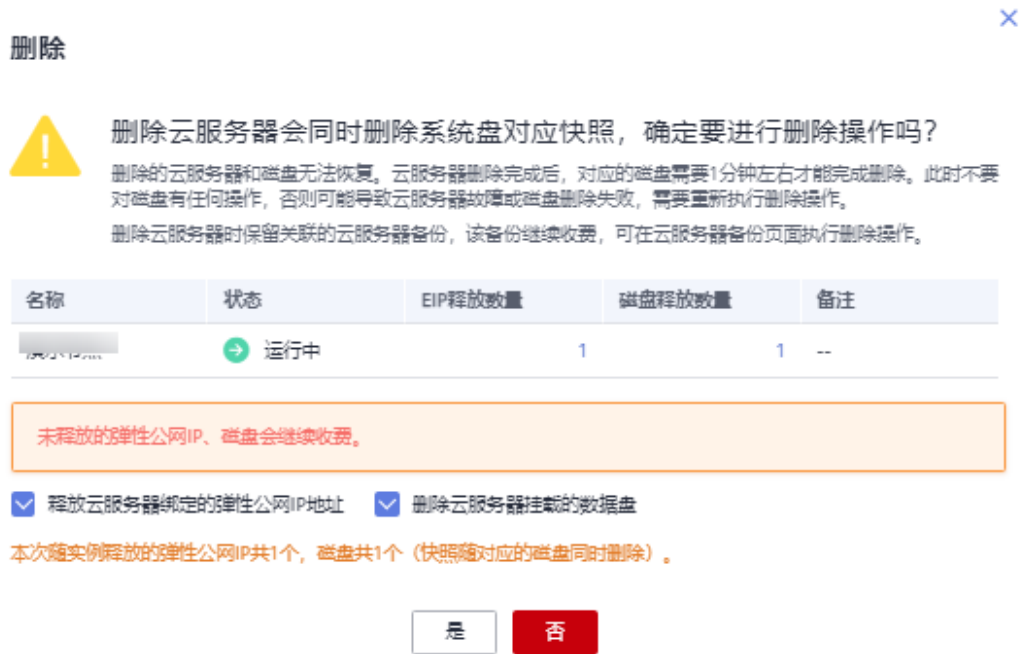 删除
删除云服务器会同时删除系统盘对应快照，确定要进行删除操作吗？
删除的云服务器和磁盘无法恢复。云服务器删除完成后，对应的磁盘需要1分钟左右才能完成删除。此时不要
对磁盘有任何操作，否则可能导致云服务器故障或磁盘删除失败，需要重新执行删除操作。
删除云服务器时保留关联的云服务器备份，该备份继续收费，可在云服务器备份页面执行删除操作。
名称 状态 EIP释放数量 磁盘释放数量 备注
运行中 1 1 --
未释放的弹性公网IP、磁盘会继续收费。
释放云服务器绑定的弹性公网IP地址 删除云服务器挂载的数据盘
本次随实例释放的弹性公网IP共1个，磁盘共1个（快照随对应的磁盘同时删除）。
是 否